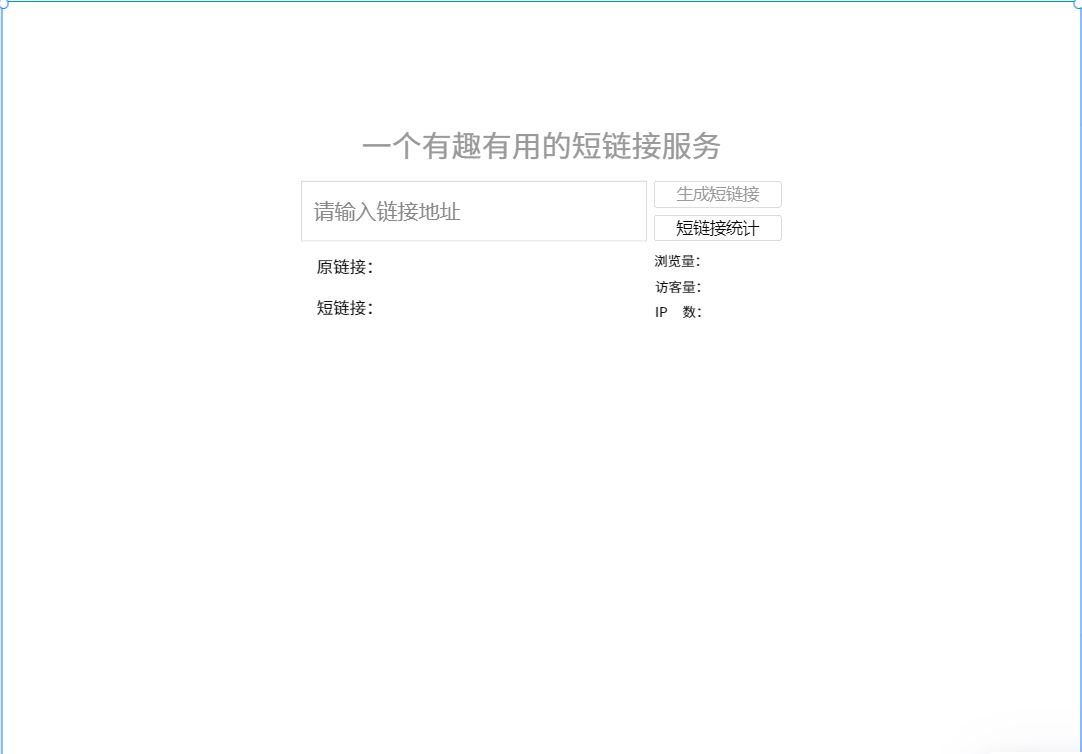 一个有趣有用的短链接服务
请输入链接地址
生成短链接
短链接统计
原链接：
短链接：
浏览量：
访客量：
IP 数：